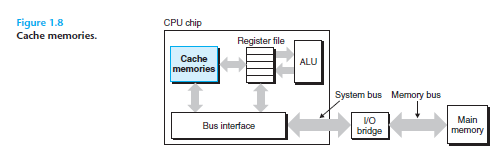 Figure 1.8
Cache memories.
CPU chip
Register file
Cache
memories
ALU
System bus
Memory bus
Bus interface
I/O
bridge
Main
memory